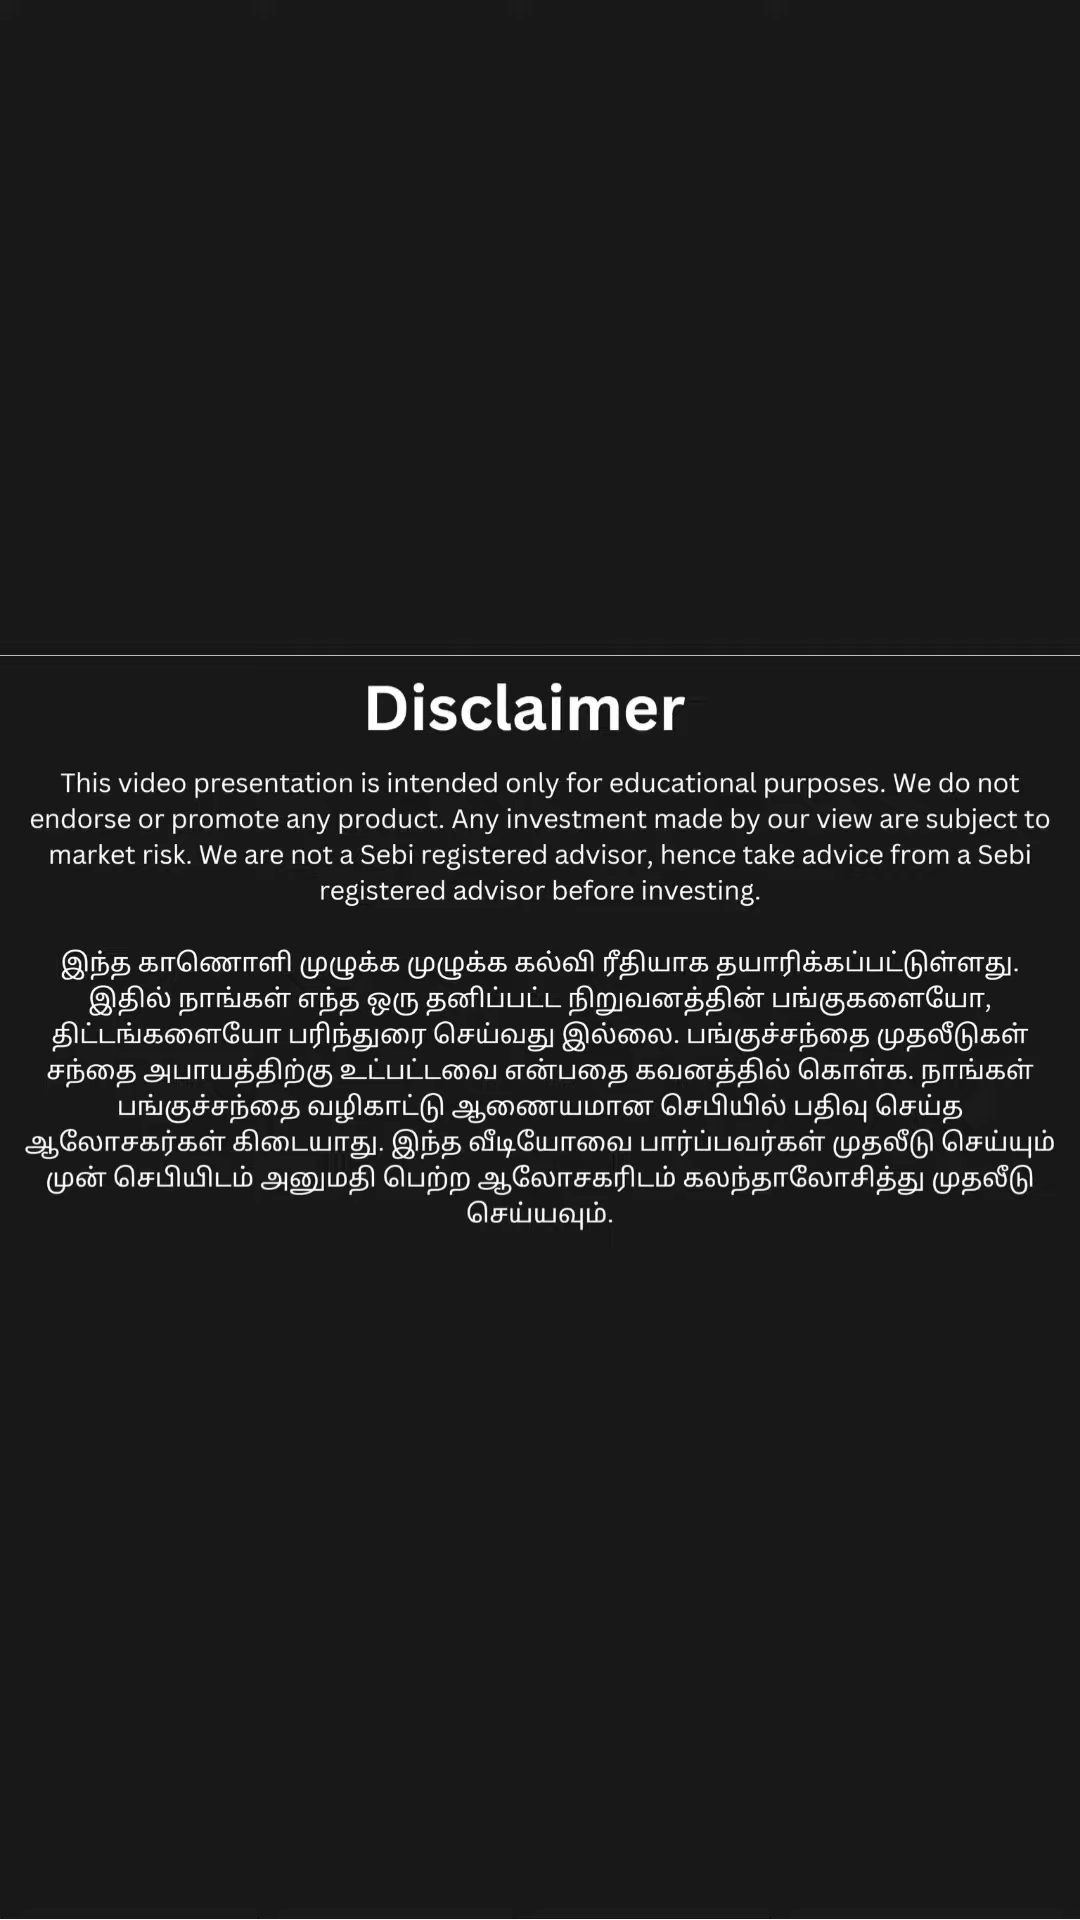 Disclaimer
This video presentation is intended only for educational purposes. We do not
endorse or promote any product. Any investment made by our view are subject to
market risk. We are not a Sebi registered advisor, hence take advice from a Sebi
registered advisor before investing.
இந்த காணொளி முழுக்க முழுக்க கல்வி ரீதியாக தயாரிக்கப்பட்டுள்ளது.
இதில் நாங்கள் எந்த ஒரு தனிப்பட்ட நிறுவனத்தின் பங்குகளையோ,
திட்டங்களையோ பரிந்துரை செய்வது இல்லை. பங்குச்சந்தை முதலீடுகள்
சந்தை அபாயத்திற்கு உட்பட்டவை என்பதை கவனத்தில் கொள்க. நாங்கள்
பங்குச்சந்தை வழிகாட்டு ஆணையமான செபியில் பதிவு செய்த
ஆலோசகர்கள் கிடையாது. இந்த வீடியோவை பார்ப்பவர்கள் முதலீடு செய்யும்
முன் செபியிடம் அனுமதி பெற்ற ஆலோசகரிடம் கலந்தாலோசித்து முதலீடு
செய்யவும்.